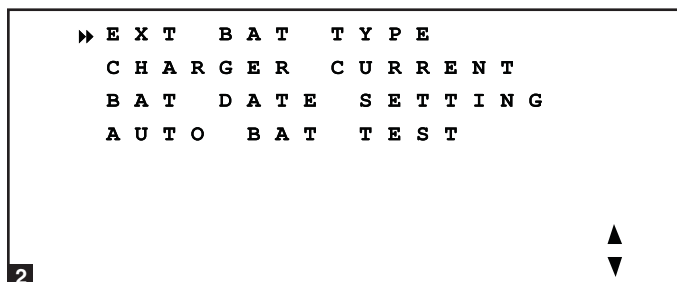 EXT BAT TYPE
CHARGER CURRENT
BAT DATE SETTING
AUTO BAT TEST
2